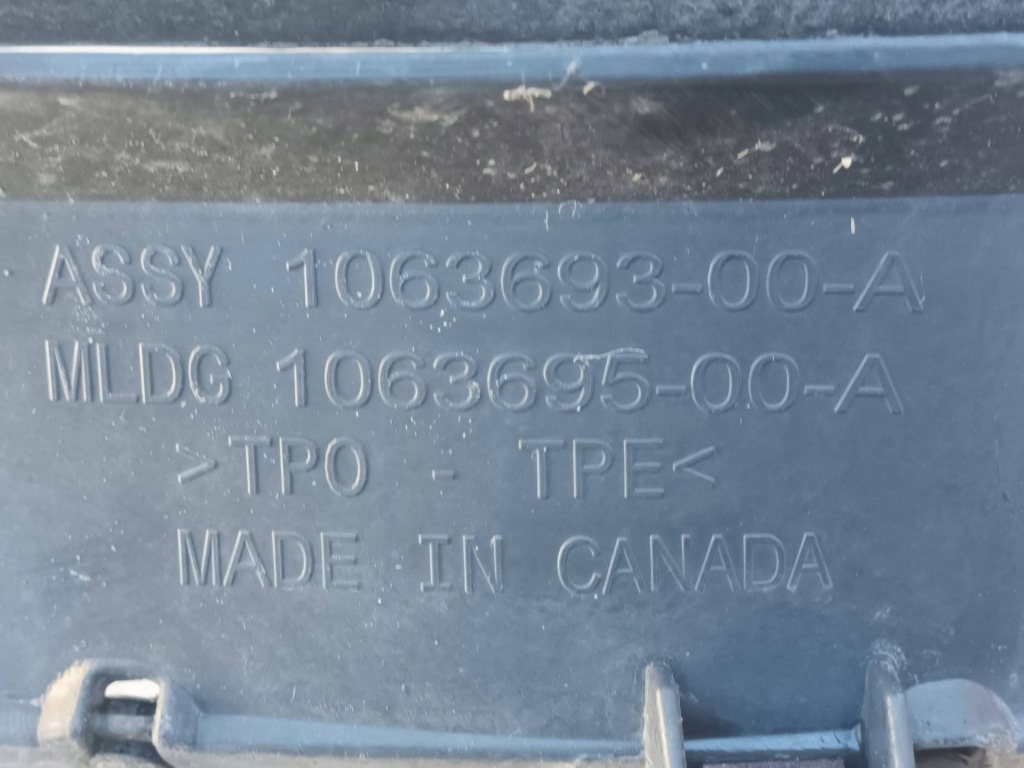 ASSY 1063693-00-A
MLDG 1063695-00-A
>TPO - TPE<
MADE IN CANADA